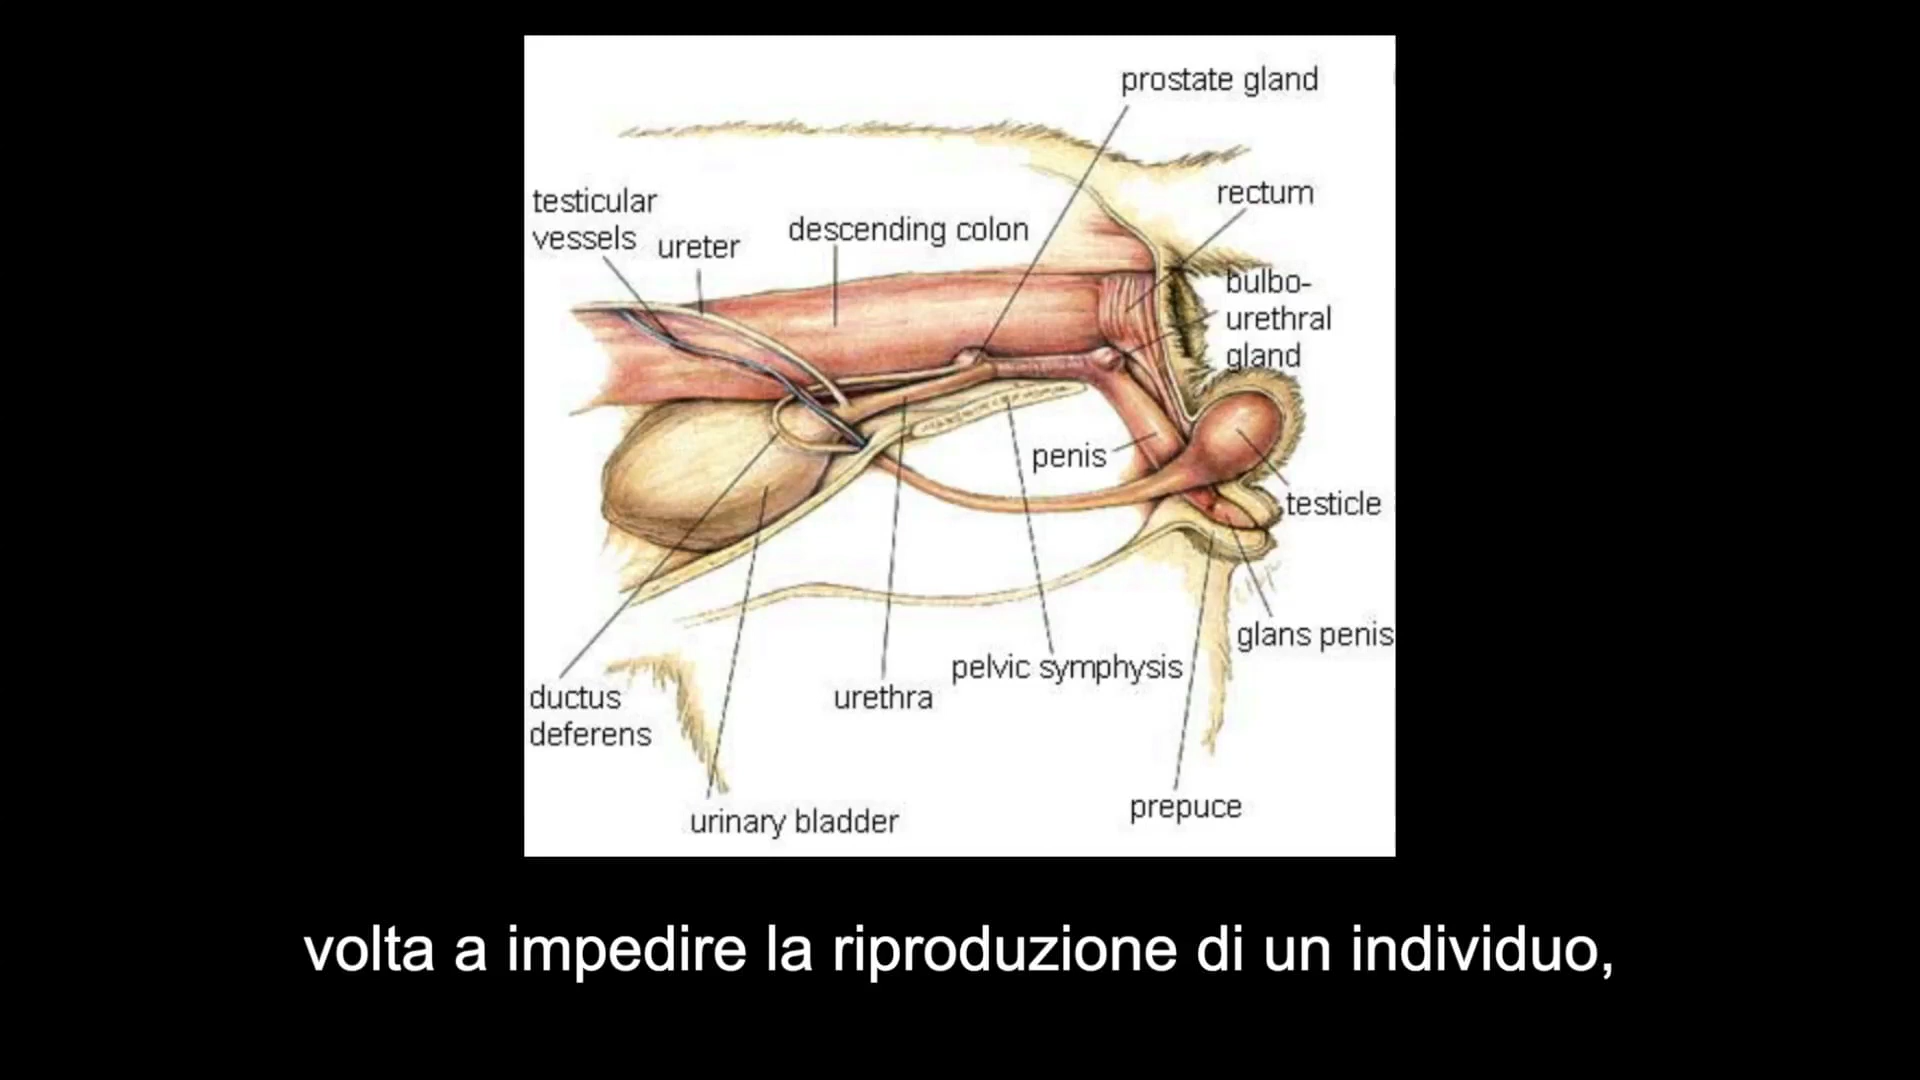 prostate gland
rectum
testicular
vessels
ureter
descending colon
bulbo-
urethral
gland
penis
testicle
glans penis
pelvic symphysis
urethra
ductus
deferens
prepuce
urinary bladder
volta a impedire la riproduzione di un individuo,